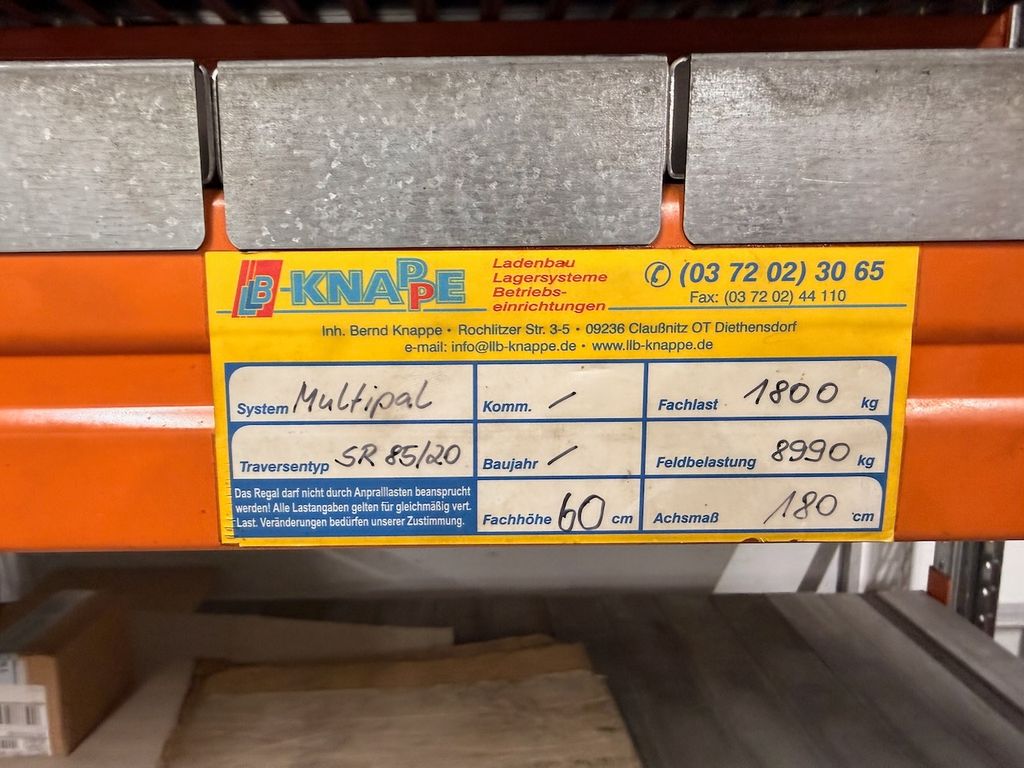 LLB-KNAPPE
Ladenbau
Lagersysteme
Betriebs-
einrichtungen
(03 72 02) 30 65
Fax: (03 72 02) 44 110
Inh. Bernd Knappe • Rochlitzer Str. 3-5 • 09236 Claußnitz OT Diethensdorf
e-mail: info@llb-knappe.de • www.llb-knappe.de
System Multipal Komm. / Fachlast 1800 kg
Traversentyp SR 85/20 Baujahr / Feldbelastung 8990 kg
Das Regal darf nicht durch Anpralllasten beansprucht
werden! Alle Lastangaben gelten für gleichmäßig vert.
Last. Veränderungen bedürfen unserer Zustimmung.
Fachhöhe 60 cm Achsmaß 180 cm